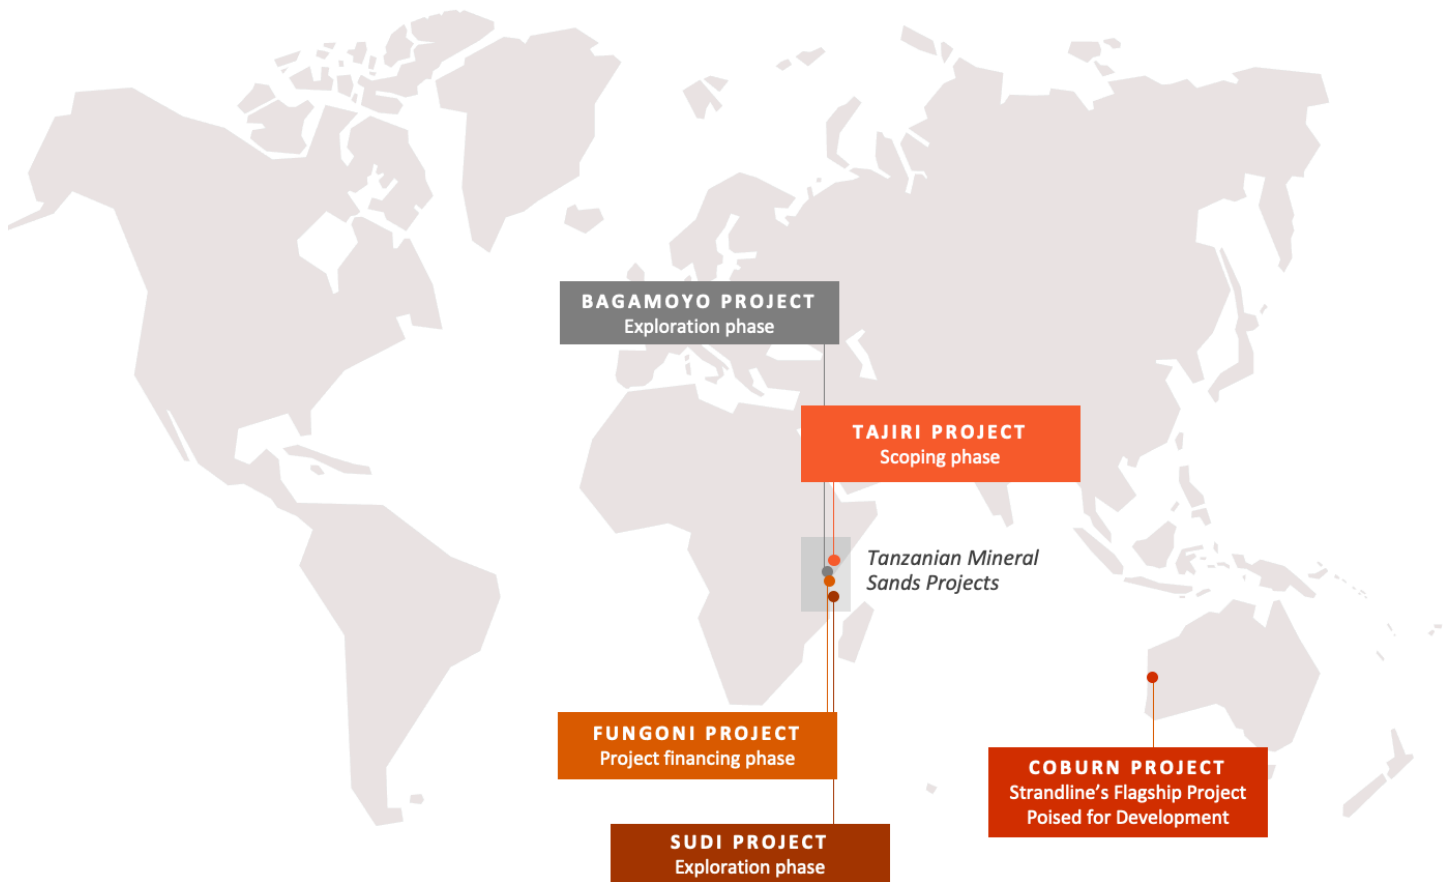 BAGAMOYO PROJECT
Exploration phase
TAJIRI PROJECT
Scoping phase
Tanzanian Mineral
Sands Projects
FUNGONI PROJECT
Project financing phase
COBURN PROJECT
Strandline’s Flagship Project
Poised for Development
SUDI PROJECT
Exploration phase